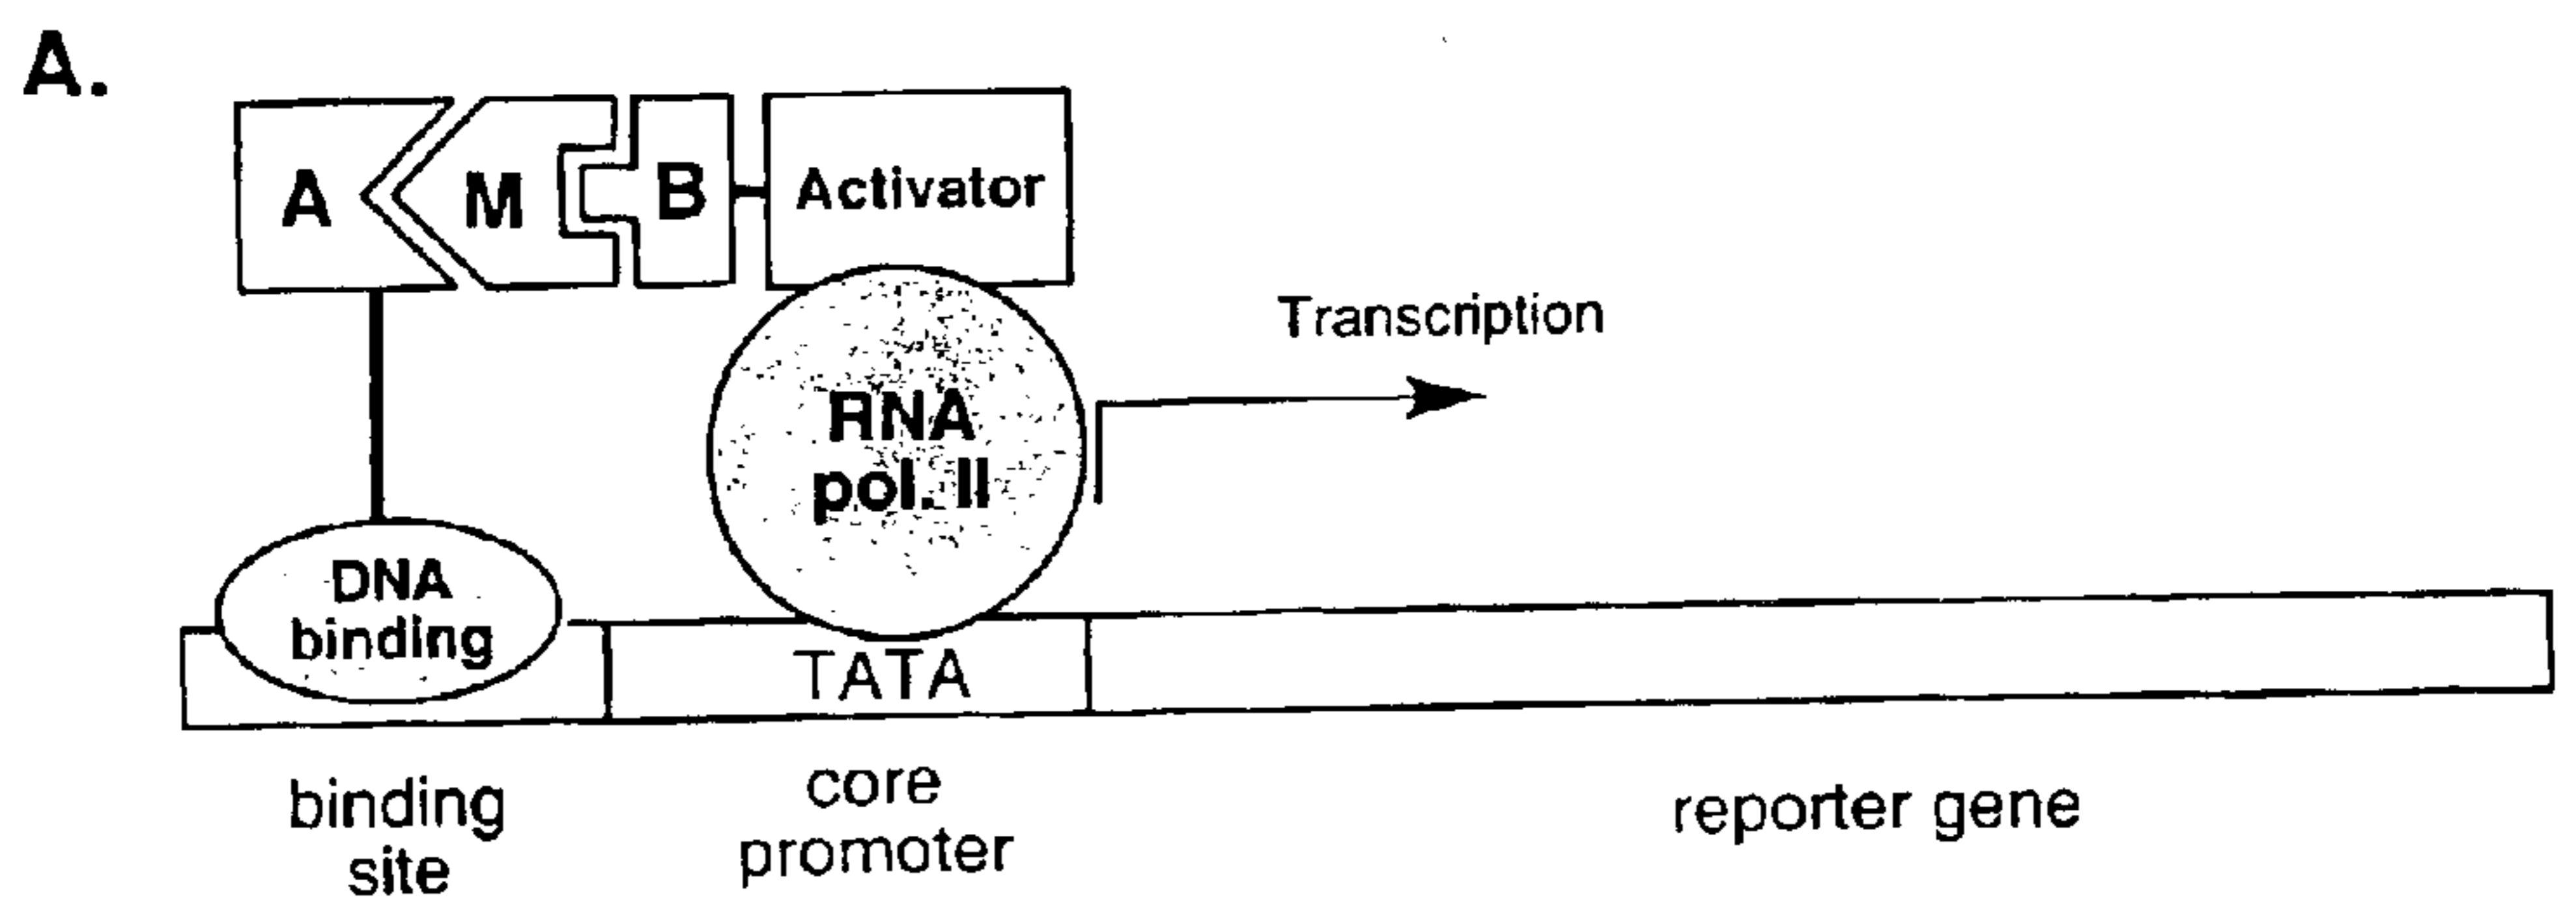 A.
A
M
B
Activator
Transcription
RNA
pol. II
DNA
binding
TATA
binding
site
core
promoter
reporter gene